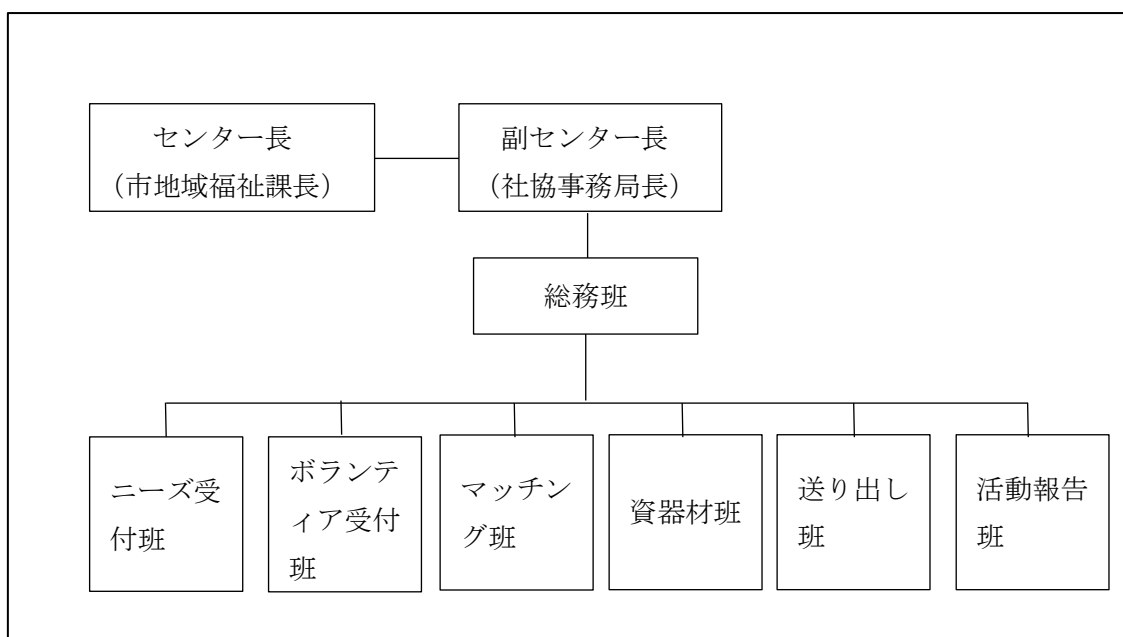 センター長
（市地域福祉課長）
副センター長
（社協事務局長）
総務班
ニーズ受
付班
ボランテ
ィア受付
班
マッチン
グ班
資器材班
送り出し
班
活動報告
班